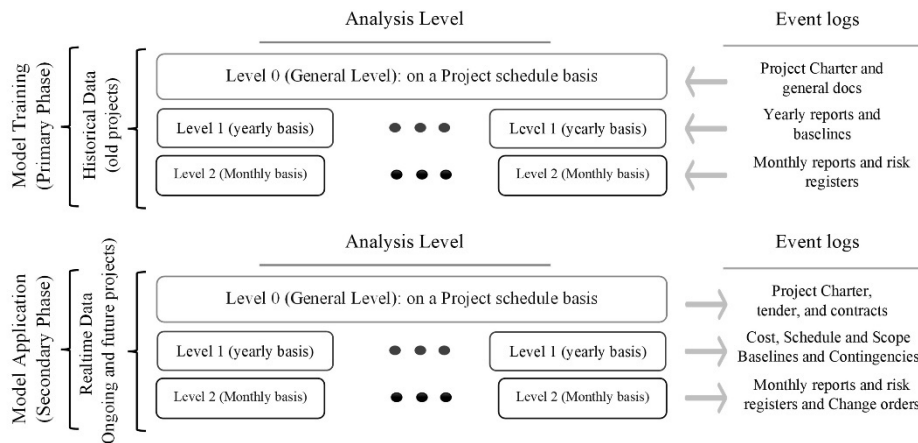 Analysis Level
Event logs
Model Training
(Primary Phase)
Historical Data
(old projects)
Level 0 (General Level): on a Project schedule basis
Project Charter and
general docs
Level 1 (yearly basis)
Level 1 (yearly basis)
Yearly reports and
baselines
Level 2 (Monthly basis)
Level 2 (Monthly basis)
Monthly reports and risk
registers
Analysis Level
Event logs
Model Application
(Secondary Phase)
Realtime Data
Ongoing and future projects)
Level 0 (General Level): on a Project schedule basis
Project Charter,
tender, and contracts
Level 1 (yearly basis)
Level 1 (yearly basis)
Cost, Schedule and Scope
Baselines and Contingencies
Level 2 (Monthly basis)
Level 2 (Monthly basis)
Monthly reports and risk
registers and Change orders